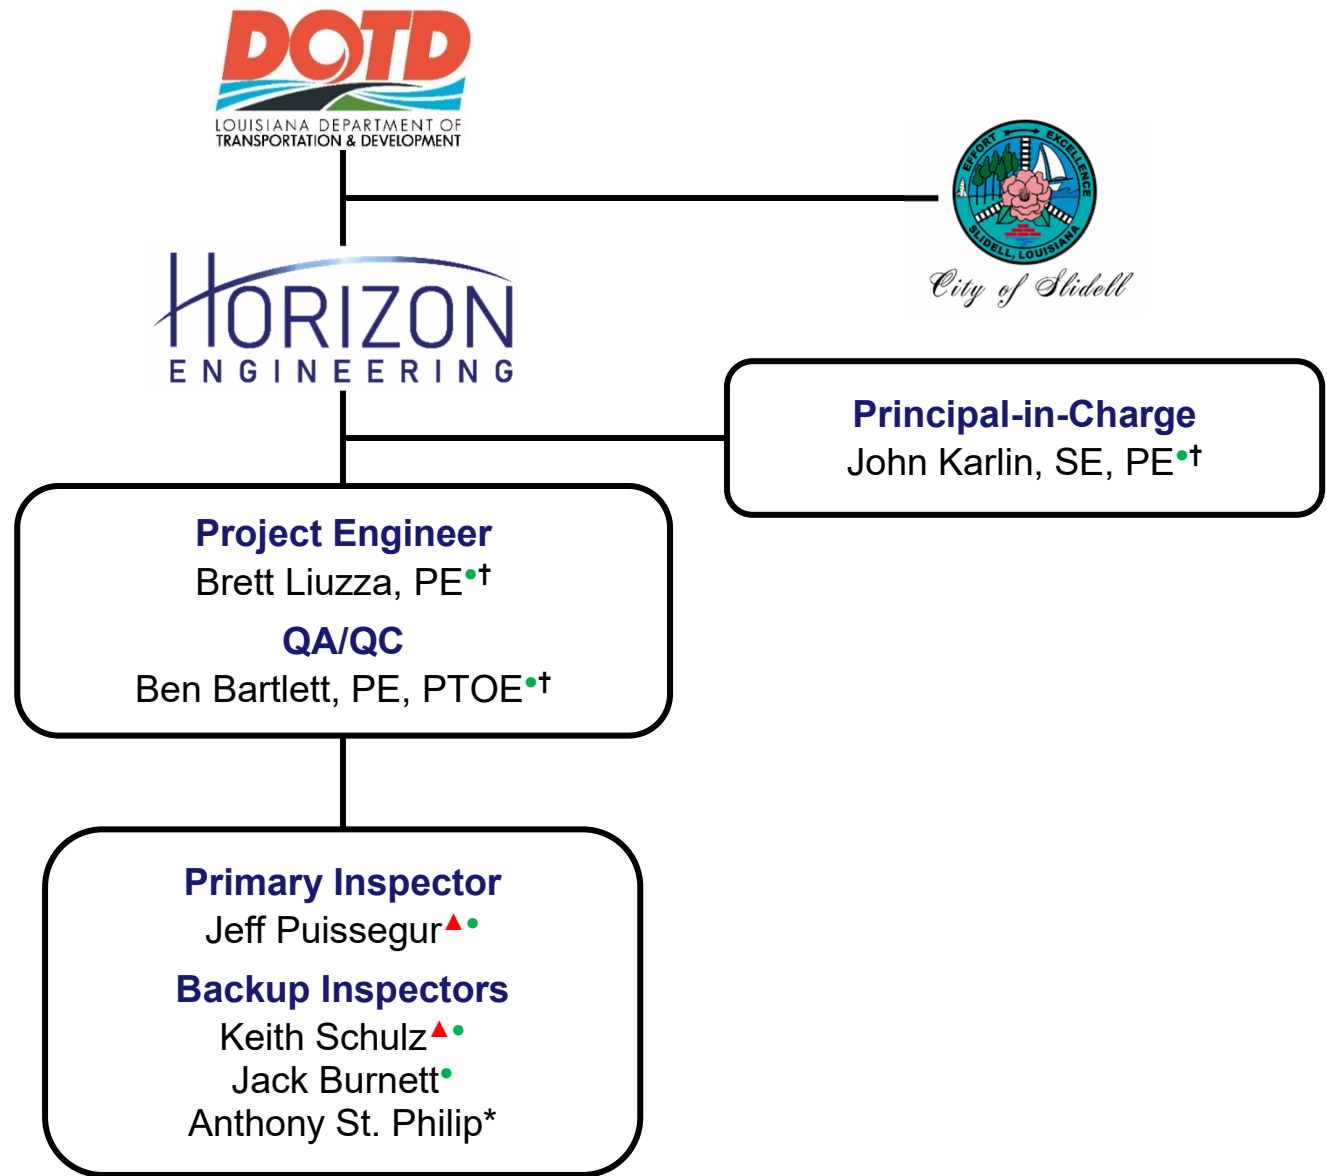 DOTD
LOUISIANA DEPARTMENT OF
TRANSPORTATION & DEVELOPMENT
EFFORT EXCELLENCE
SLIDELL, LOUISIANA
City of Slidell
HORIZON
ENGINEERING
Principal-in-Charge
John Karlin, SE, PE•†
Project Engineer
Brett Liuzza, PE•†
QA/QC
Ben Bartlett, PE, PTOE•†
Primary Inspector
Jeff Puissegur▲•
Backup Inspectors
Keith Schulz▲•
Jack Burnett•
Anthony St. Philip*